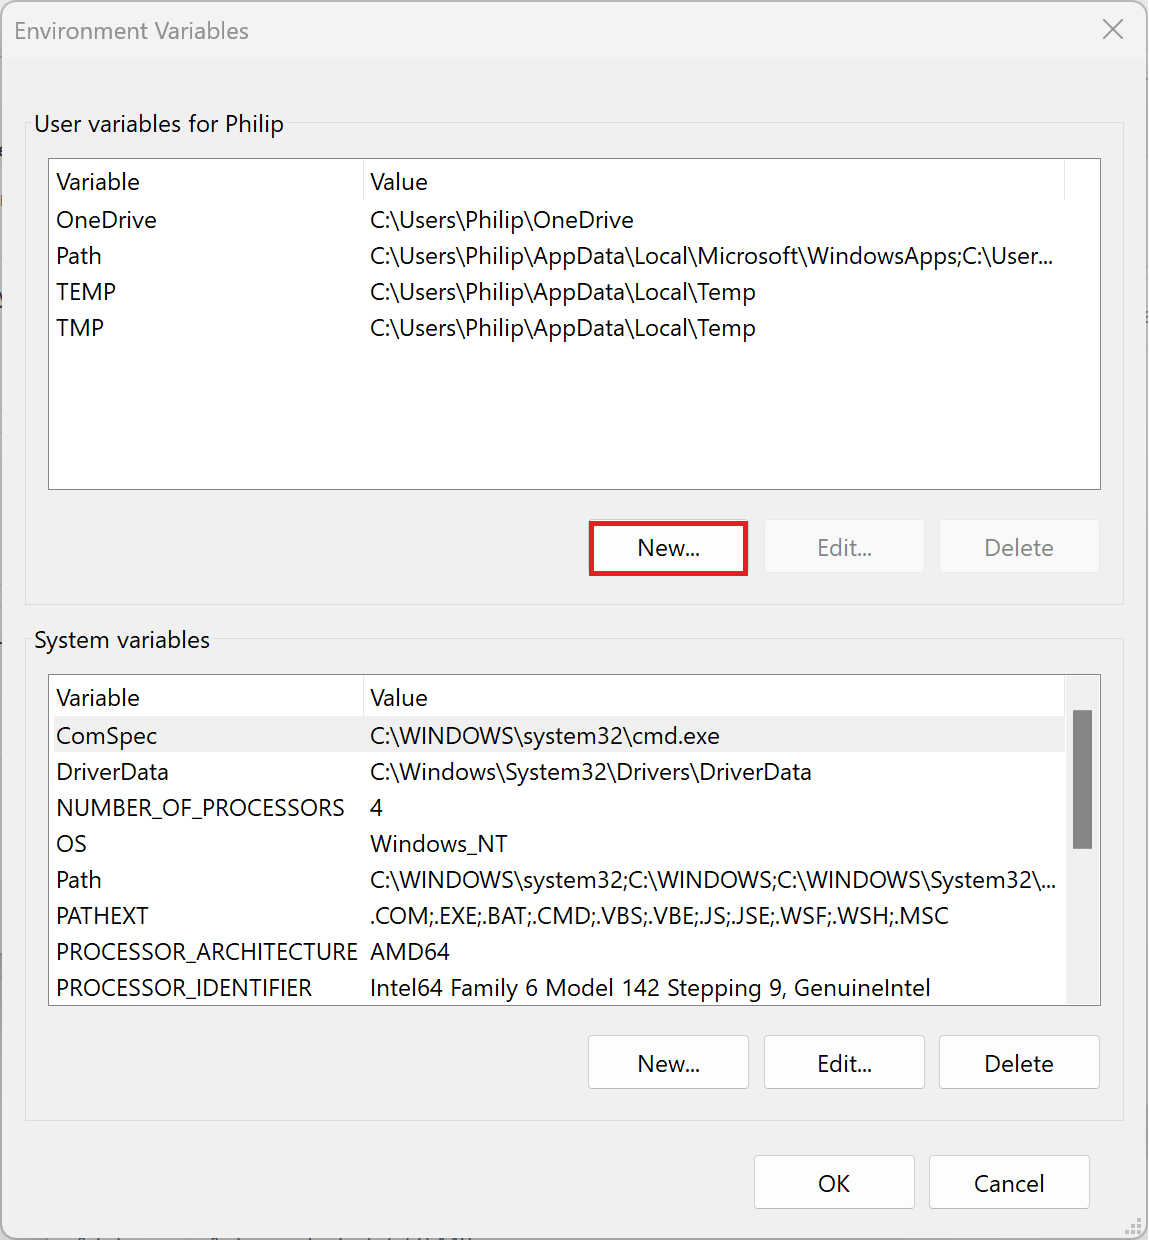 Environment Variables
User variables for Philip
Variable Value
OneDrive C:\Users\Philip\OneDrive
Path C:\Users\Philip\AppData\Local\Microsoft\WindowsApps;C:\User...
TEMP C:\Users\Philip\AppData\Local\Temp
TMP C:\Users\Philip\AppData\Local\Temp
New... Edit... Delete
System variables
Variable Value
ComSpec C:\WINDOWS\system32\cmd.exe
DriverData C:\Windows\System32\Drivers\DriverData
NUMBER_OF_PROCESSORS 4
OS Windows_NT
Path C:\WINDOWS\system32;C:\WINDOWS;C:\WINDOWS\System32\...
PATHEXT .COM;.EXE;.BAT;.CMD;.VBS;.VBE;.JS;.JSE;.WSF;.WSH;.MSC
PROCESSOR_ARCHITECTURE AMD64
PROCESSOR_IDENTIFIER Intel64 Family 6 Model 142 Stepping 9, GenuineIntel
New... Edit... Delete
OK Cancel